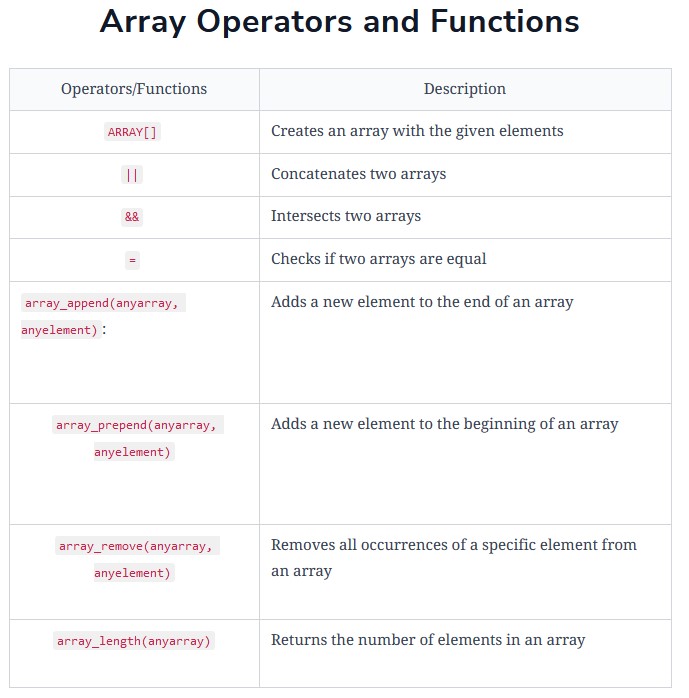 Array Operators and Functions
Operators/Functions Description
ARRAY[] Creates an array with the given elements
|| Concatenates two arrays
&& Intersects two arrays
= Checks if two arrays are equal
array_append(anyarray, Adds a new element to the end of an array
anyelement):
array_prepend(anyarray, Adds a new element to the beginning of an array
anyelement)
array_remove(anyarray, Removes all occurrences of a specific element from
anyelement) an array
array_length(anyarray) Returns the number of elements in an array